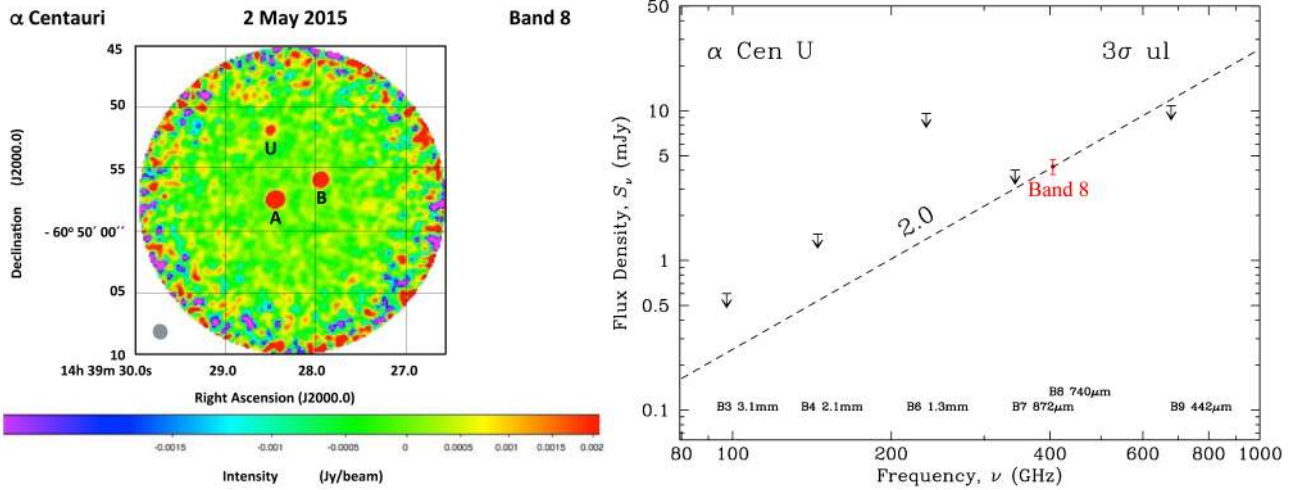 α Centauri 2 May 2015 Band 8
Declination (J2000.0)
45
50
55
- 60º 50´ 00´´
05
10
U
B
A
14h 39m 30.0s 29.0 28.0 27.0
Right Ascension (J2000.0)
-0.0015 -0.001 -0.0005 0 0.0005 0.001 0.0015 0.002
Intensity (Jy/beam)
Flux Density, Sν (mJy)
50
10
5
1
0.5
0.1
α Cen U 3σ ul
2.0
Band 8
B8 740μm
B3 3.1mm B4 2.1mm B6 1.3mm B7 872μm B9 442μm
80 100 200 400 600 800 1000
Frequency, ν (GHz)